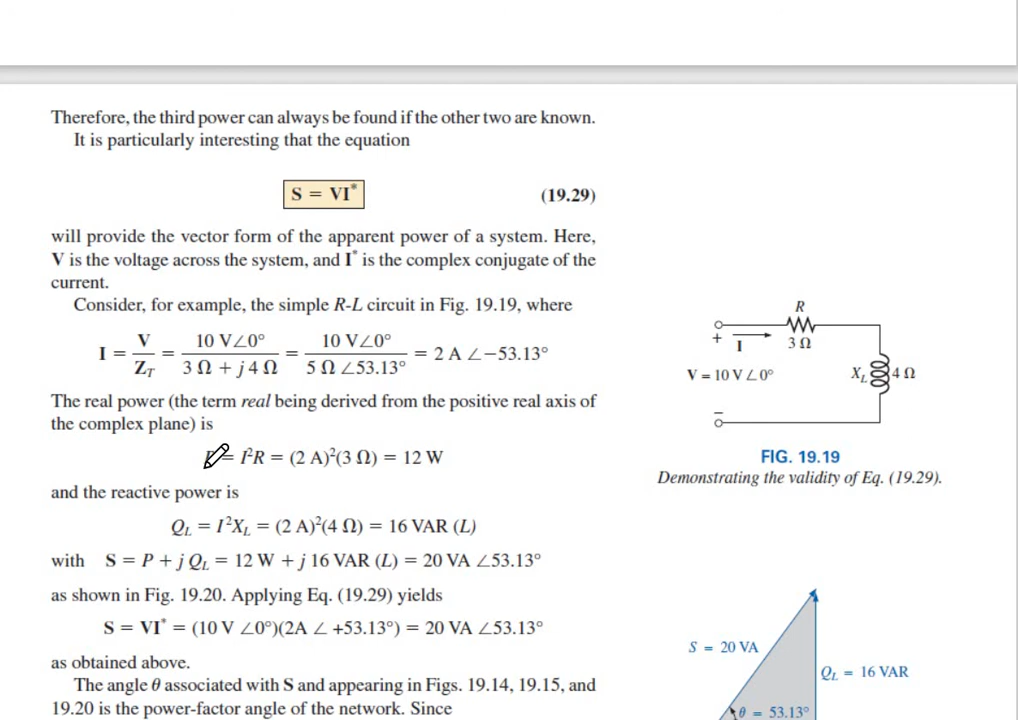 Therefore, the third power can always be found if the other two are known.
It is particularly interesting that the equation
S = VI* (19.29)
will provide the vector form of the apparent power of a system. Here,
V is the voltage across the system, and I* is the complex conjugate of the
current.
Consider, for example, the simple R-L circuit in Fig. 19.19, where
I = V/Z_T = 10 V∠0°/3 Ω + j 4 Ω = 10 V∠0°/5 Ω ∠53.13° = 2 A ∠−53.13°
The real power (the term real being derived from the positive real axis of
the complex plane) is
= I²R = (2 A)²(3 Ω) = 12 W
and the reactive power is
Q_L = I²X_L = (2 A)²(4 Ω) = 16 VAR (L)
with S = P + j Q_L = 12 W + j 16 VAR (L) = 20 VA ∠53.13°
as shown in Fig. 19.20. Applying Eq. (19.29) yields
S = VI* = (10 V ∠0°)(2A ∠ +53.13°) = 20 VA ∠53.13°
as obtained above.
The angle θ associated with S and appearing in Figs. 19.14, 19.15, and
19.20 is the power-factor angle of the network. Since
R
+ I 3 Ω
V = 10 V ∠0° X_L 4 Ω
−
FIG. 19.19
Demonstrating the validity of Eq. (19.29).
S = 20 VA
Q_L = 16 VAR
θ = 53.13°